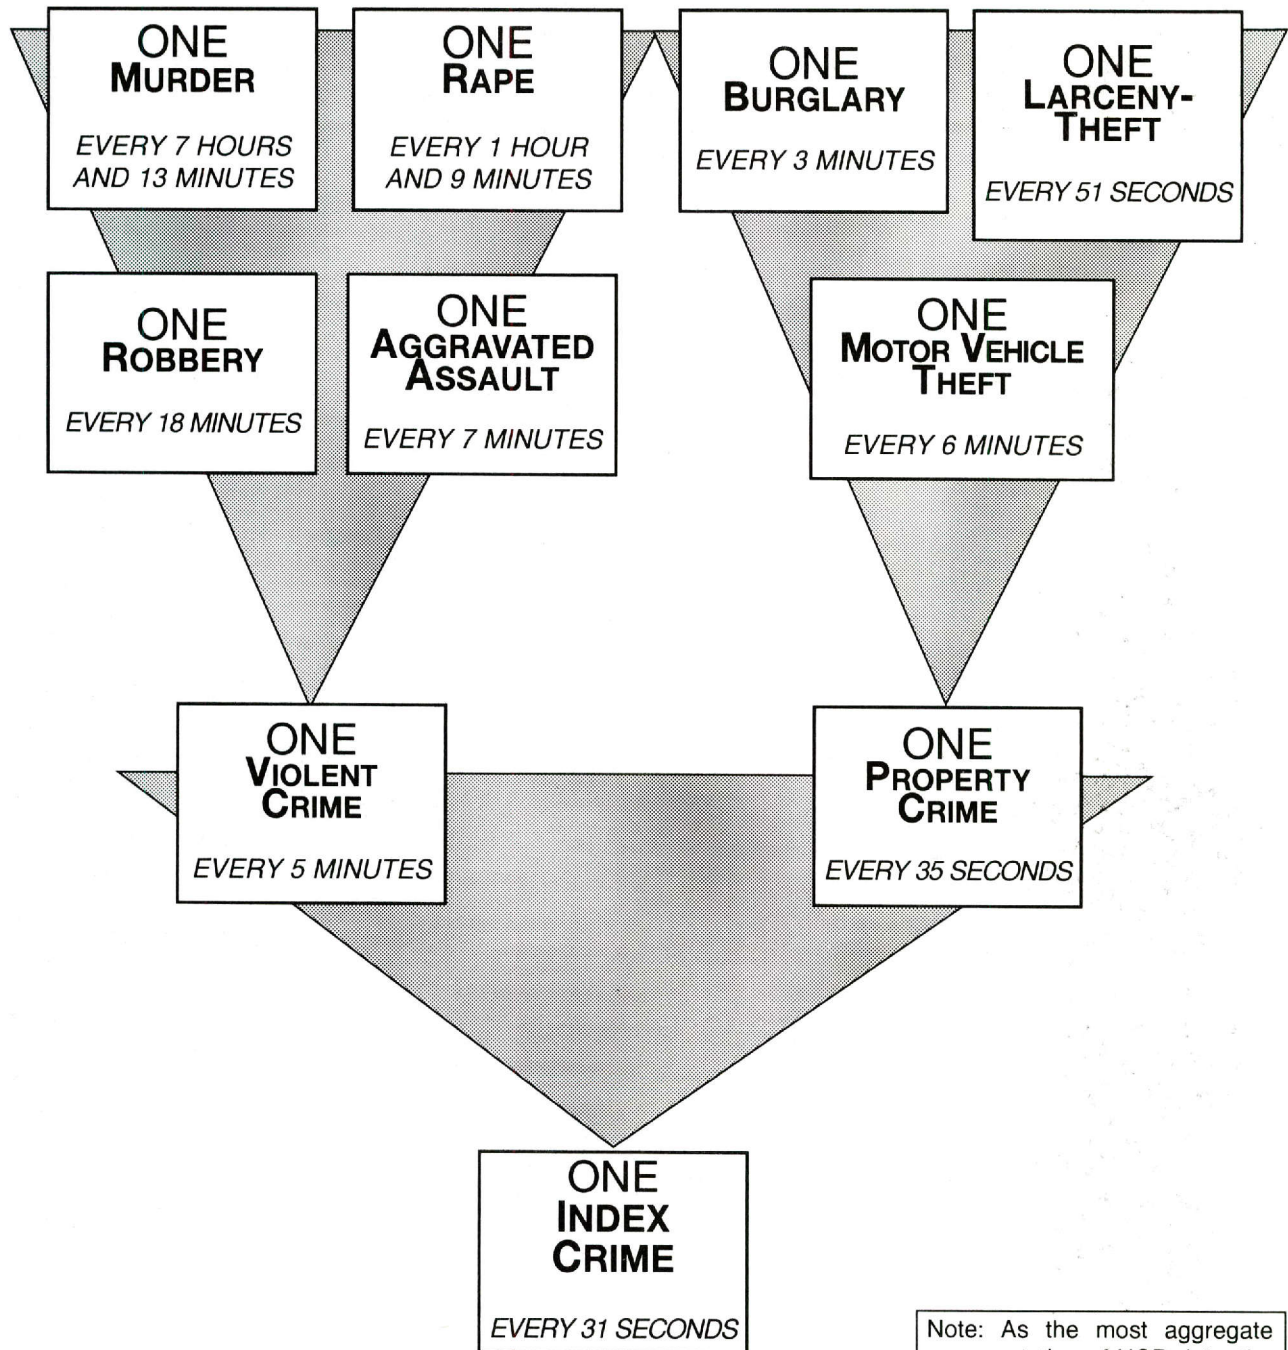 ONE
MURDER
EVERY 7 HOURS
AND 13 MINUTES
ONE
RAPE
EVERY 1 HOUR
AND 9 MINUTES
ONE
BURGLARY
EVERY 3 MINUTES
ONE
LARCENY-
THEFT
EVERY 51 SECONDS
ONE
ROBBERY
EVERY 18 MINUTES
ONE
AGGRAVATED
ASSAULT
EVERY 7 MINUTES
ONE
MOTOR VEHICLE
THEFT
EVERY 6 MINUTES
ONE
VIOLENT
CRIME
EVERY 5 MINUTES
ONE
PROPERTY
CRIME
EVERY 35 SECONDS
ONE
INDEX
CRIME
EVERY 31 SECONDS
Note: As the most aggregate